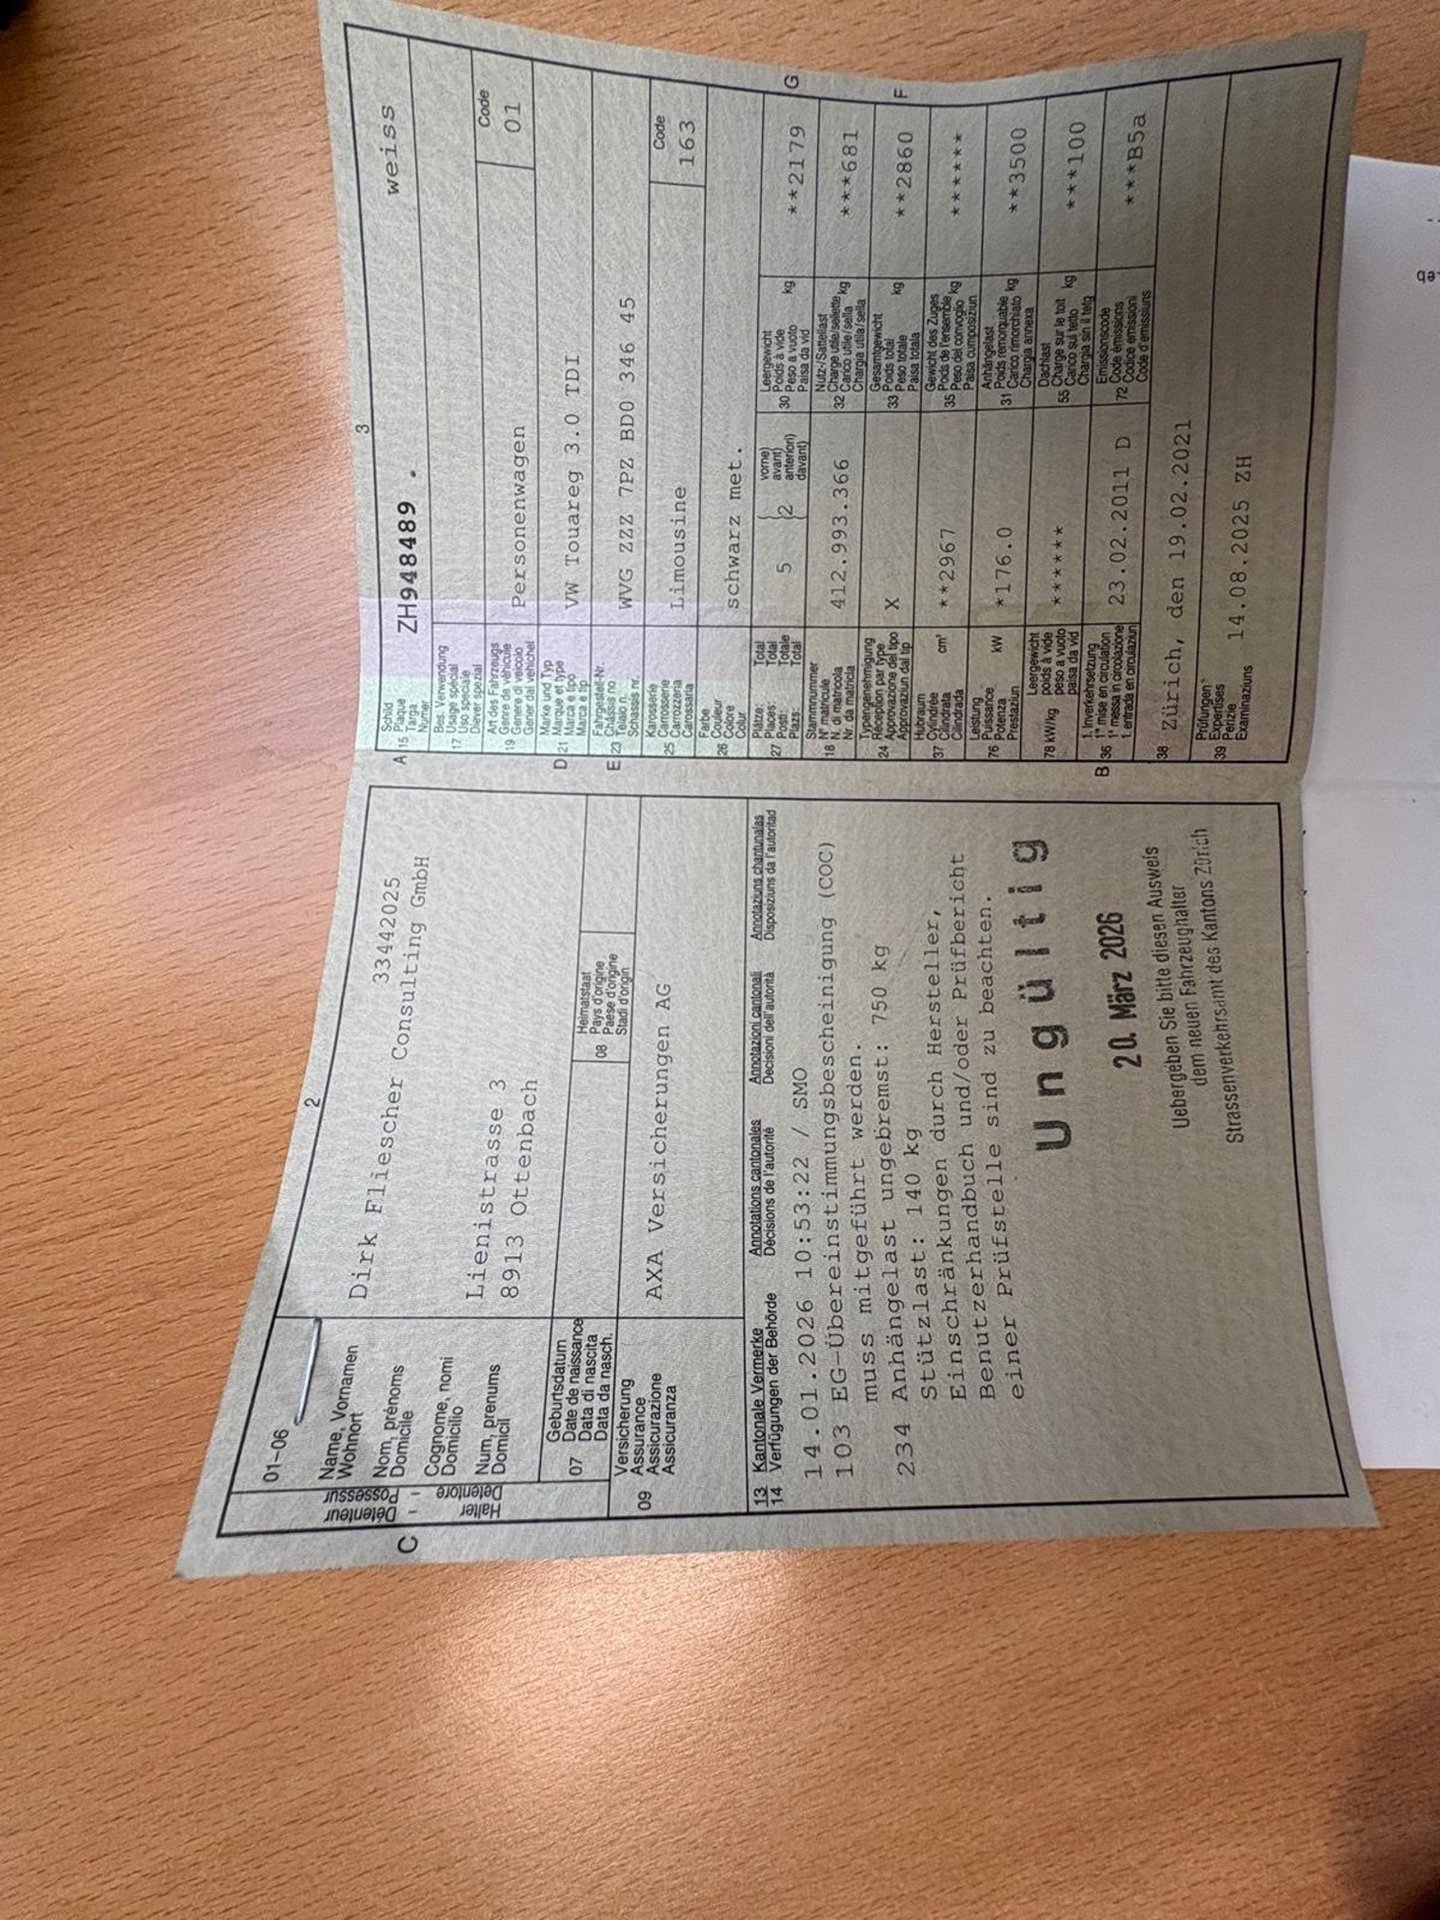 2
01-06
C
Halter - Détenteur
Detentore - Possessur
Name, Vornamen
Wohnort
Nom, prénoms
Domicile
Cognome, nomi
Domicilio
Num, prenums
Domicil
Dirk Fliescher Consulting GmbH
33442025
Lienistrasse 3
8913 Ottenbach
07 Geburtsdatum
Date de naissance
Data di nascita
Data da nasch.
08 Heimatstaat
Pays d'origine
Paese d'origine
Stadi d'origin
09 Versicherung
Assurance
Assicurazione
Assicuranza
AXA Versicherungen AG
13 Kantonale Vermerke Annotations cantonales Annotazioni cantonali Annotaziuns chantunalas
14 Verfügungen der Behörde Décisions de l'autorité Decisioni dell'autorità Disposiziuns da l'autoritad
14.01.2026 10:53:22 / SMO
103 EG-Übereinstimmungsbescheinigung (COC)
muss mitgeführt werden.
234 Anhängelast ungebremst: 750 kg
Stützlast: 140 kg
Einschränkungen durch Hersteller,
Benutzerhandbuch und/oder Prüfbericht
einer Prüfstelle sind zu beachten.
Ungültig
20. März 2026
Uebergeben Sie bitte diesen Ausweis
dem neuen Fahrzeughalter
Strassenverkehrsamt des Kantons Zürich
3
A 15 Schild
Plaque
Targa
Numer
ZH948489 . weiss
17 Bes. Verwendung
Usage spécial
Uso speciale
Diever spezial
19 Art des Fahrzeugs
Genre de véhicule
Genere di veicolo
Gener dal vehichel
Personenwagen
Code
01
D 21 Marke und Typ
Marque et type
Marca e tipo
Marca e tip
VW Touareg 3.0 TDI
E 23 Fahrgestell-Nr.
Châssis no
Telaio n.
Schassis nr.
WVG ZZZ 7PZ BD0 346 45
25 Karosserie
Carrosserie
Carrozzeria
Carossaria
Limousine
Code
163
26 Farbe
Couleur
Colore
Colur
schwarz met.
27 Plätze: Total
Places: Total
Posti: Totale
Plazs: Total
5 2 vorne)
avant)
anteriori)
davant)
30 Leergewicht
Poids à vide
Peso a vuoto
Paisa da vid
kg **2179 G
18 Stammnummer
N° matricule
N. di matricola
Nr. da matricla
412.993.366
32 Nutz-/Sattellast
Charge utile/sellette
Carico utile/sella
Chargia utila/sella
kg ***681
24 Typengenehmigung
Réception par type
Approvazione del tipo
Approvaziun dal tip
X
33 Gesamtgewicht
Poids total
Peso totale
Paisa totala
kg **2860 F
37 Hubraum
Cylindrée
Cilindrata
Cilindrada
cm³ **2967
35 Gewicht des Zuges
Poids de l'ensemble
Peso del convoglio
Paisa cumposiziun
kg ******
76 Leistung
Puissance
Potenza
Prestaziun
kW *176.0
31 Anhängelast
Poids remorquable
Carico rimorchiato
Chargia annexa
kg **3500
78 kW/kg Leergewicht
poids à vide
peso a vuoto
paisa da vid
******
55 Dachlast
Charge sur le toit
Carico sul tetto
Chargia sin il tetg
kg ***100
B 36 1. Inverkehrsetzung
1re mise en circulation
1a messa in circolazione
1. entrada en circulaziun
23.02.2011 D
72 Emissionscode
Code émissions
Codice emissioni
Code d'emissiuns
***B5a
38 Zürich, den 19.02.2021
39 Prüfungen
Expertises
Perizie
Examinaziuns
14.08.2025 ZH